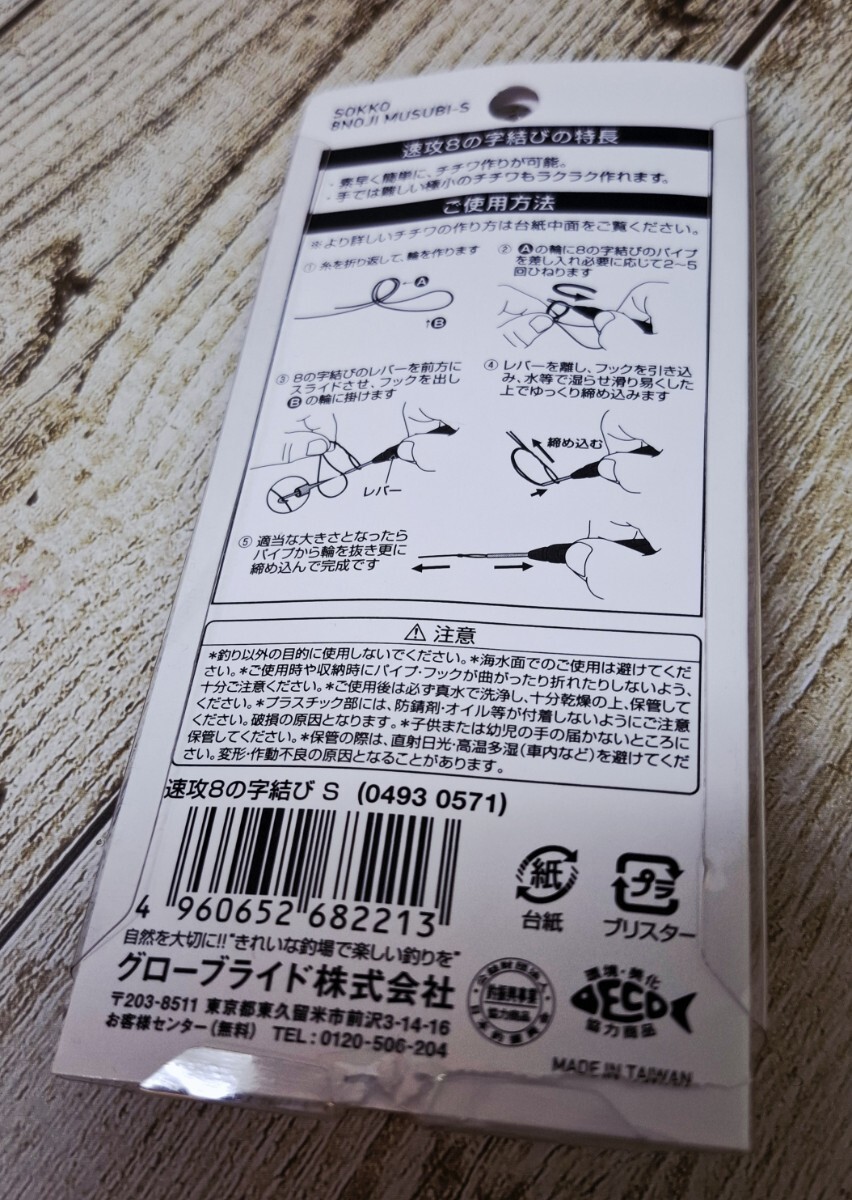 SOKKO
8NOJI MUSUBI-S
速攻8の字結びの特長
・素早く簡単に、チチワ作りが可能。
・手では難しい極小のチチワもラクラク作れます。
ご使用方法
※より詳しいチチワの作り方は台紙中面をご覧ください。
① 糸を折り返して、輪を作ります
A
B
② Aの輪に8の字結びのパイプ
を差し入れ必要に応じて2〜5
回ひねります
③ 8の字結びのレバーを前方に
スライドさせ、フックを出し
Bの輪に掛けます
レバー
④ レバーを離し、フックを引き込
み、水等で湿らせ滑り易くした
上でゆっくり締め込みます
締め込む
⑤ 適当な大きさとなったら
パイプから輪を抜き更に
締め込んで完成です
⚠ 注意
*釣り以外の目的に使用しないでください。*海水面でのご使用は避けてくだ
さい。*ご使用時や収納時にパイプ・フックが曲がったり折れたりしないよう、
十分ご注意ください。*ご使用後は必ず真水で洗浄し、十分乾燥の上、保管して
ください。*プラスチック部には、防錆剤・オイル等が付着しないようにご注意
ください。破損の原因となります。*子供または幼児の手の届かないところに
保管してください。*保管の際は、直射日光・高温多湿(車内など)を避けてくだ
さい。変形・作動不良の原因となることがあります。
速攻8の字結び S (0493 0571)
4 960652 682213
紙
台紙
プラ
ブリスター
自然を大切に!!"きれいな釣場で楽しい釣りを"
グローブライド株式会社
〒203-8511 東京都東久留米市前沢3-14-16
お客様センター(無料) TEL:0120-506-204
公益財団法人
釣振興事業
協力商品
環境・美化
ECO
協力商品
MADE IN TAIWAN